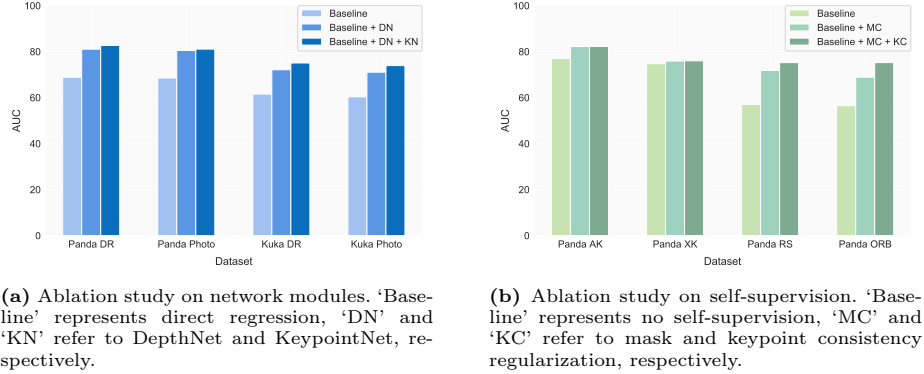 100
80
60
40
20
0
AUC
Baseline
Baseline + DN
Baseline + DN + KN
Panda DR
Panda Photo
Kuka DR
Kuka Photo
Dataset
(a) Ablation study on network modules. ‘Base-
line’ represents direct regression, ‘DN’ and
‘KN’ refer to DepthNet and KeypointNet, re-
spectively.
100
80
60
40
20
0
AUC
Baseline
Baseline + MC
Baseline + MC + KC
Panda AK
Panda XK
Panda RS
Panda ORB
Dataset
(b) Ablation study on self-supervision. ‘Base-
line’ represents no self-supervision, ‘MC’ and
‘KC’ refer to mask and keypoint consistency
regularization, respectively.